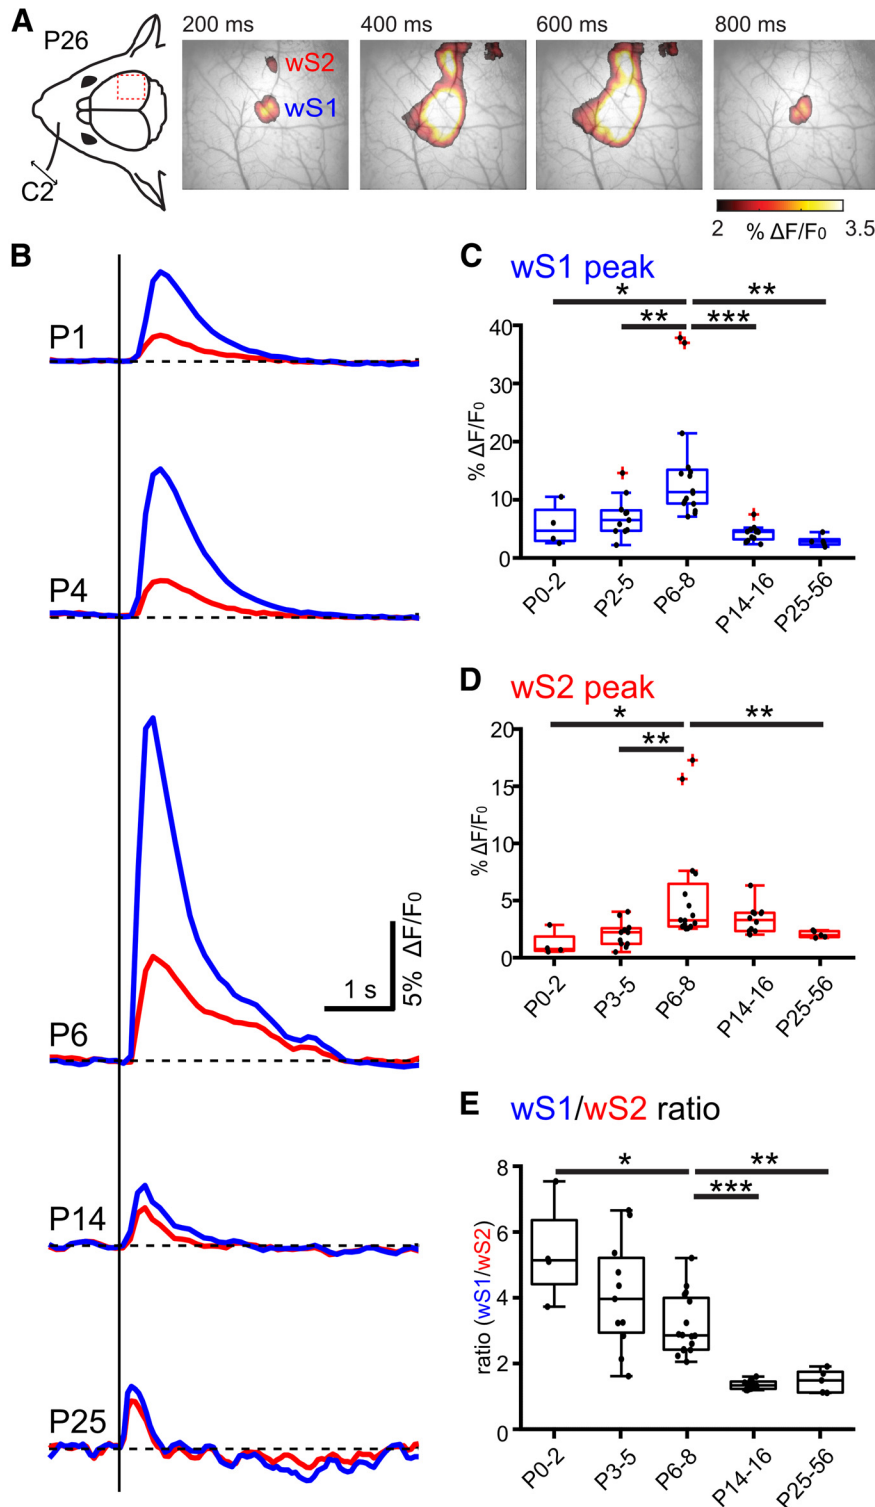 A
P26
C2
200 ms
400 ms
600 ms
800 ms
wS2
wS1
2
% ΔF/F₀
3.5
B
P1
P4
P6
P14
P25
1 s
5% ΔF/F₀
C
wS1 peak
*
**
**
***
% ΔF/F₀
40
30
20
10
0
P0-2
P2-5
P6-8
P14-16
P25-56
D
wS2 peak
*
**
**
% ΔF/F₀
20
15
10
5
0
P0-2
P3-5
P6-8
P14-16
P25-56
E
wS1/wS2 ratio
*
**
***
ratio (wS1/wS2)
8
6
4
2
0
P0-2
P3-5
P6-8
P14-16
P25-56